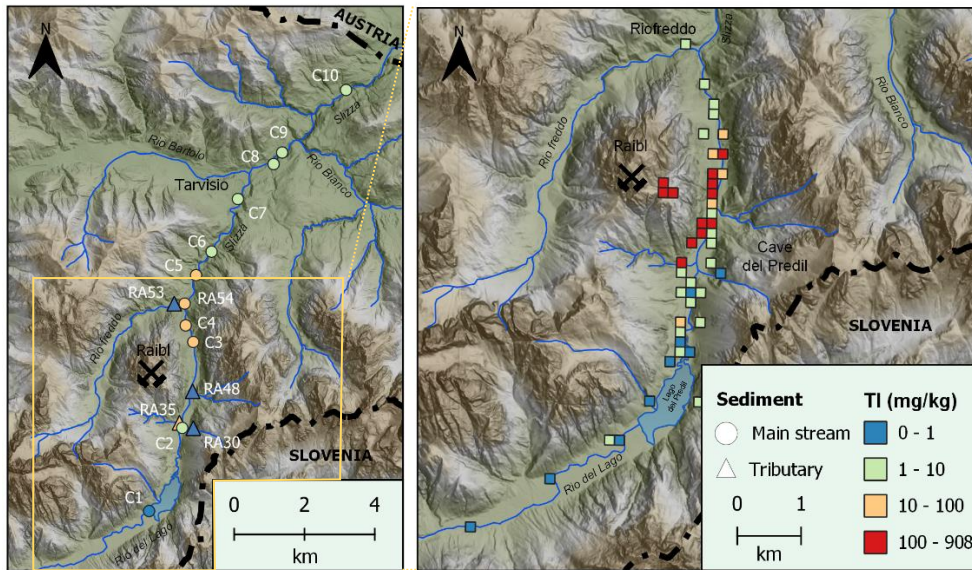 AUSTRIA
N
C10
Slizza
C9
Rio Bartolo
C8
Rio Bianco
Tarvisio
C7
C6
Slizza
C5
RA53
RA54
C4
Rio freddo
C3
Raibl
RA48
RA35
C2
RA30
SLOVENIA
C1
Rio del Lago
0 2 4
km
N
Riofreddo
Slizza
Rio freddo
Rio Bianco
Raibl
Cave
del Predil
SLOVENIA
Lago
del Predil
Rio del Lago
Sediment
Main stream
Tributary
0 1
km
Tl (mg/kg)
0 - 1
1 - 10
10 - 100
100 - 908